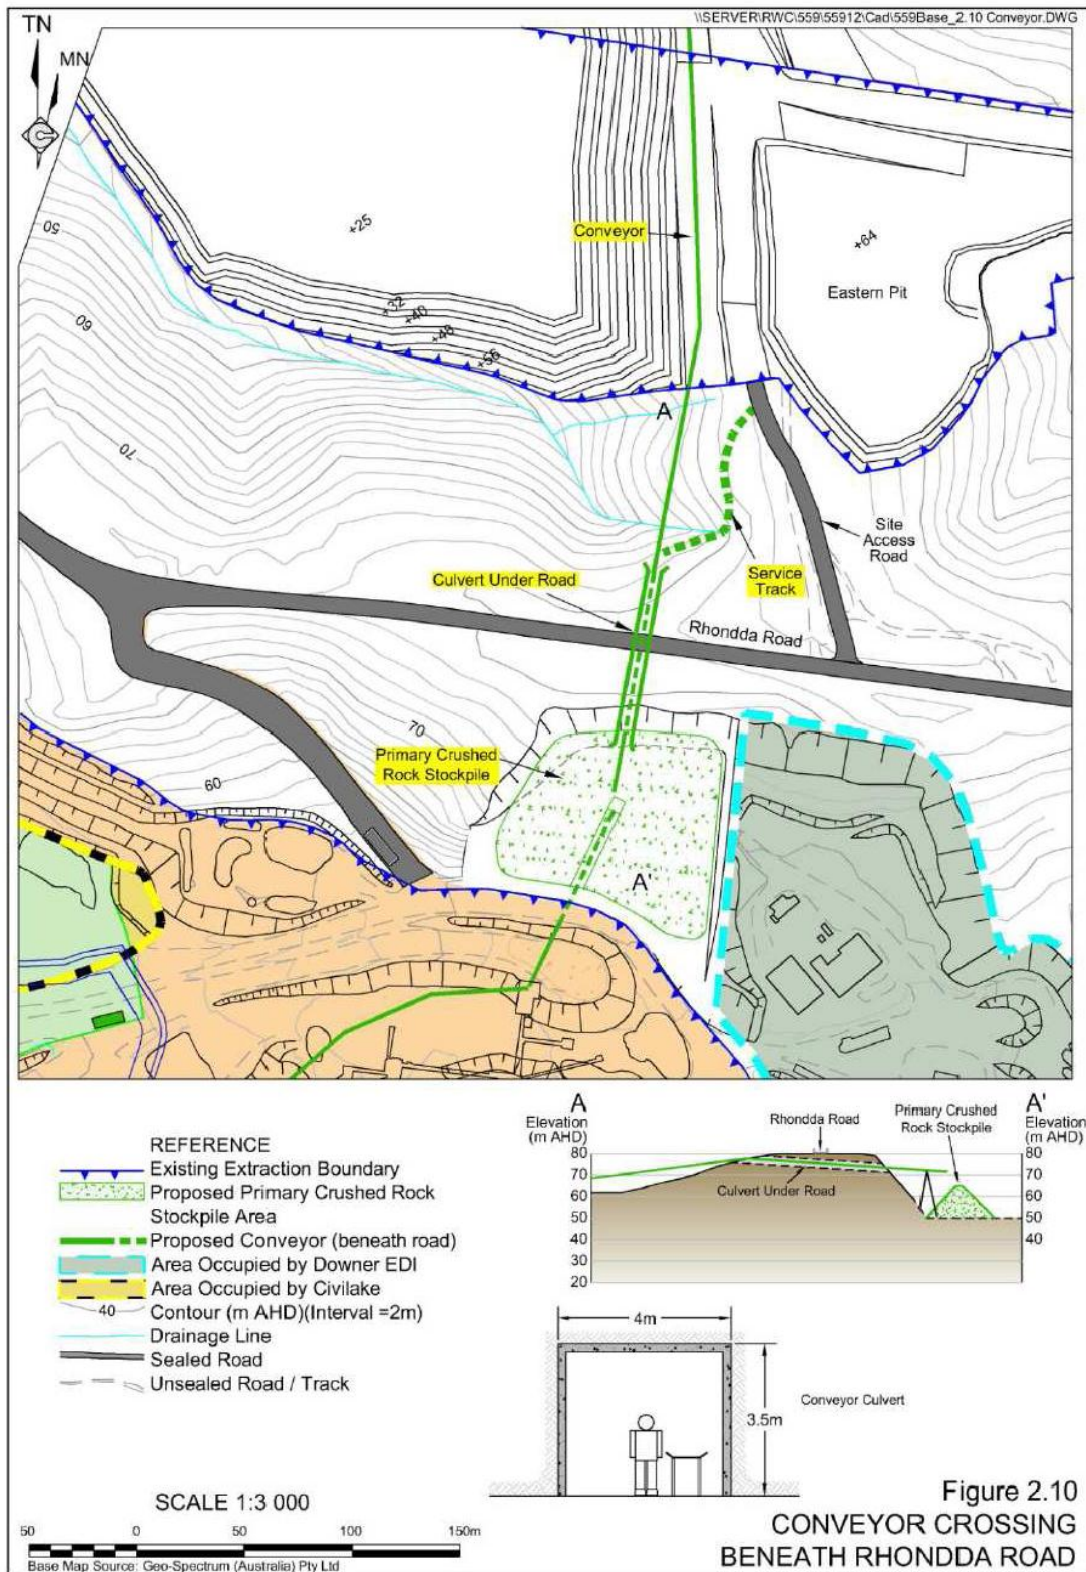 \\SERVER\RWC\559\55912\Cad\559Base_2.10 Conveyor.DWG
TN
MN
50
+25
Conveyor
+64
Eastern Pit
60
+32
+40
+48
+56
A
70
Site
Access
Road
Culvert Under Road
Service
Track
Rhondda Road
70
Primary Crushed
Rock Stockpile
60
A'
A
Elevation
(m AHD)
Rhondda Road
Primary Crushed
Rock Stockpile
A'
Elevation
(m AHD)
80
70
60
50
40
30
20
Culvert Under Road
80
70
60
50
40
REFERENCE
Existing Extraction Boundary
Proposed Primary Crushed Rock
Stockpile Area
Proposed Conveyor (beneath road)
Area Occupied by Downer EDI
Area Occupied by Civilake
40
Contour (m AHD)(Interval =2m)
Drainage Line
Sealed Road
Unsealed Road / Track
4m
3.5m
Conveyor Culvert
SCALE 1:3 000
50 0 50 100 150m
Base Map Source: Geo-Spectrum (Australia) Pty Ltd
Figure 2.10
CONVEYOR CROSSING
BENEATH RHONDDA ROAD